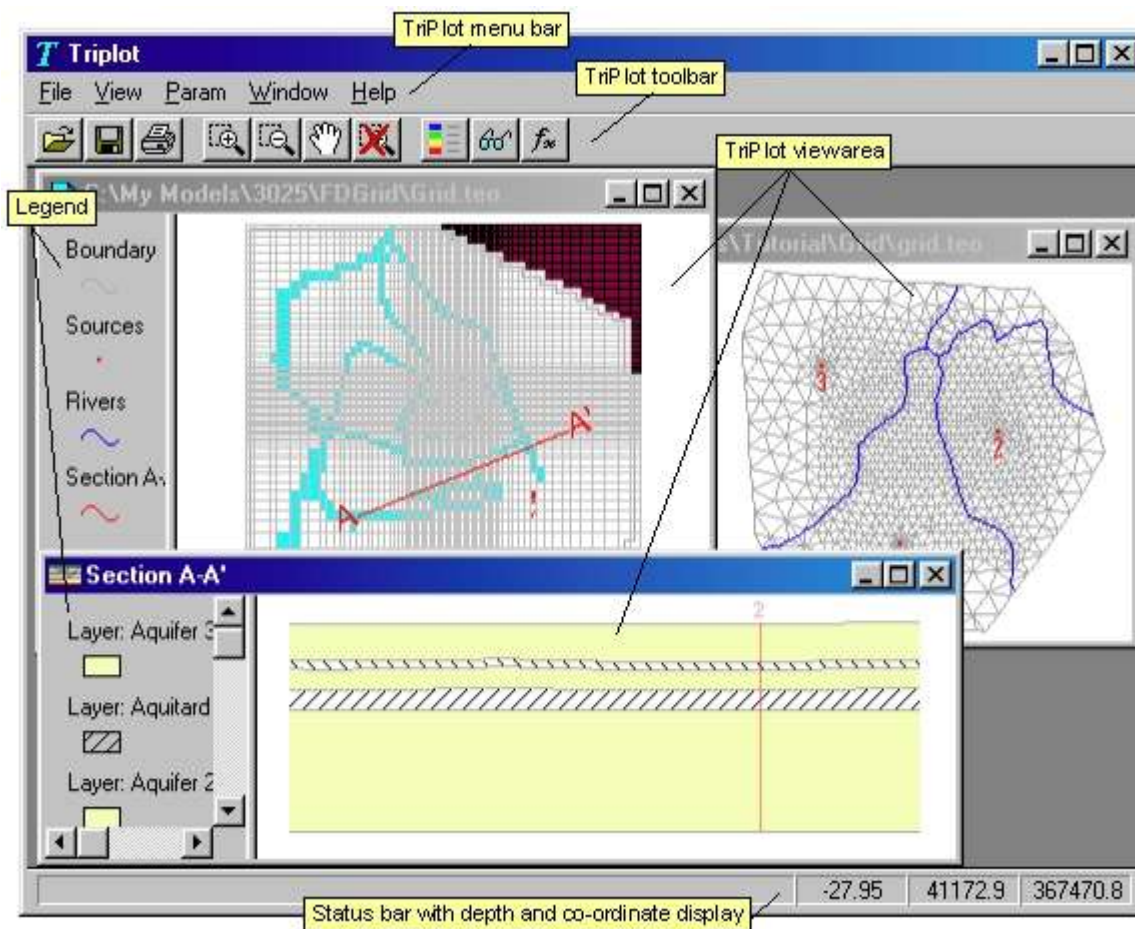 TriPlot menu bar
Triplot
File View Param Window Help
TriPlot toolbar
fx
TriPlot viewarea
:\My Models\3025\FDGrid\Grid.teo
Legend
\Tutorial\Grid\grid.teo
Boundary
Sources
Rivers
Section A-
A
A'
3
2
Section A-A'
Layer: Aquifer 3
Layer: Aquitard
Layer: Aquifer 2
2
-27.95 41172.9 367470.8
Status bar with depth and co-ordinate display